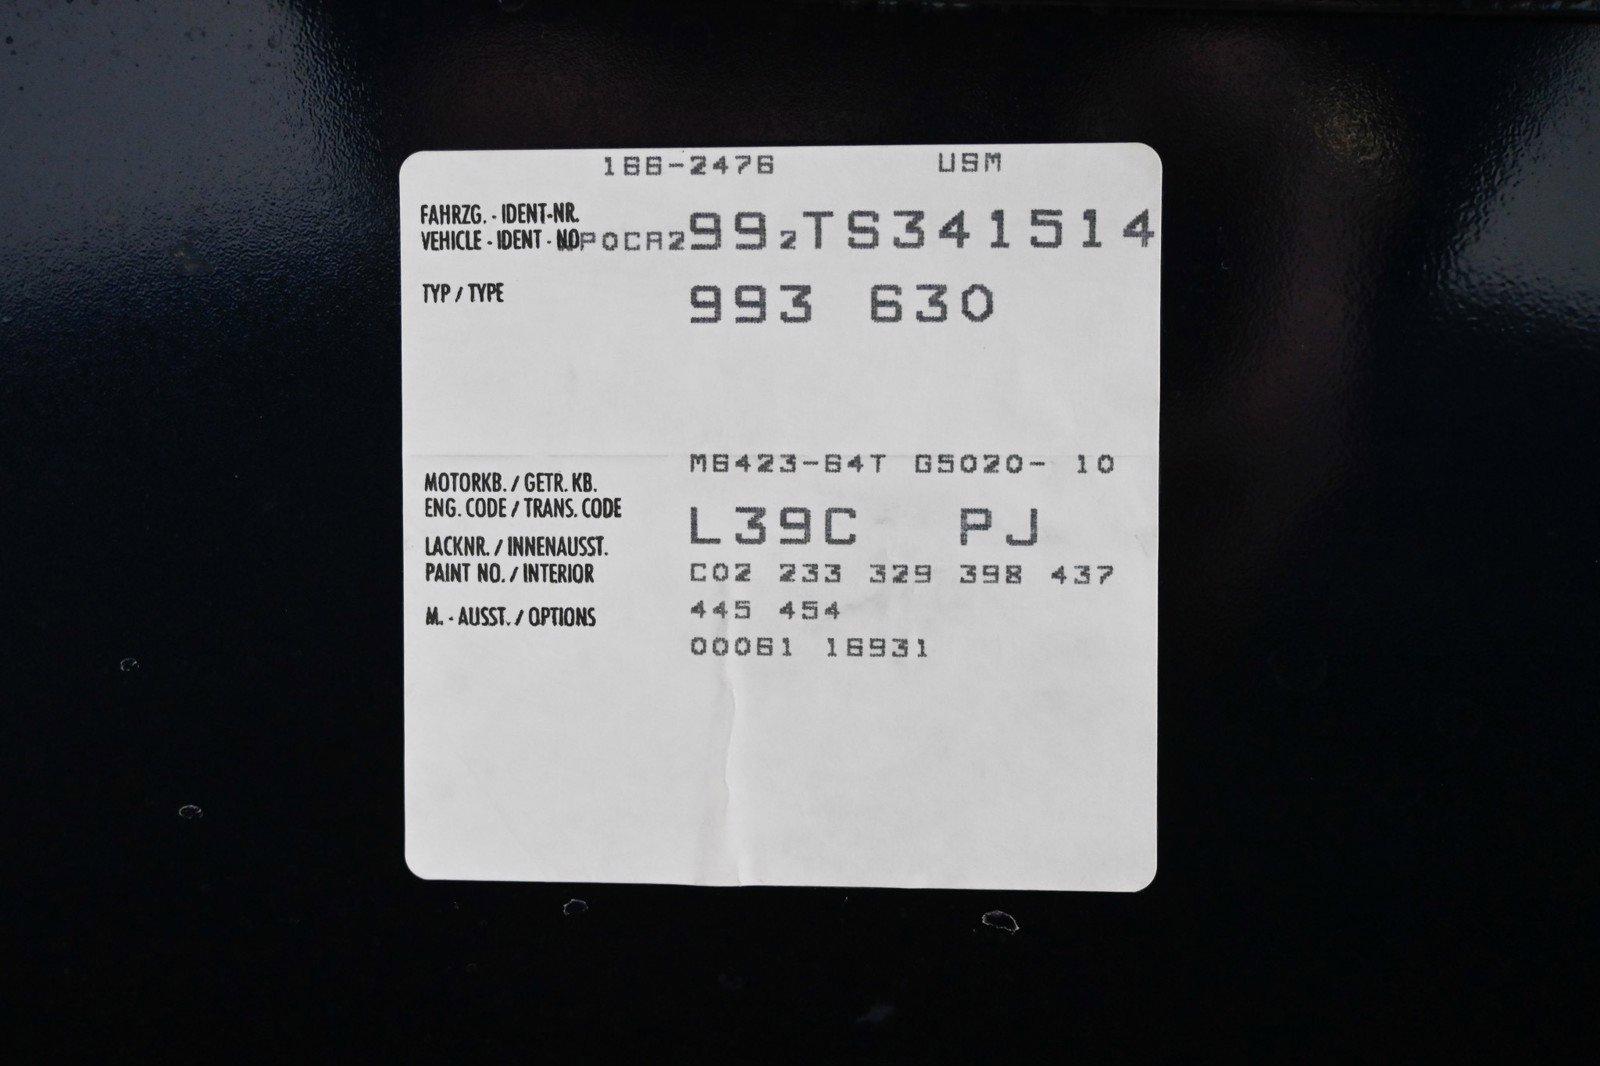 166-2476 USM
FAHRZG. - IDENT-NR.
VEHICLE - IDENT - NO WP0CA2992TS341514
TYP / TYPE 993 630
M6423-64T G5020- 10
MOTORKB. / GETR. KB.
ENG. CODE / TRANS. CODE
L39C PJ
LACKNR. / INNENAUSST.
PAINT NO. / INTERIOR
C02 233 329 398 437
M. - AUSST. / OPTIONS 445 454
00061 16931